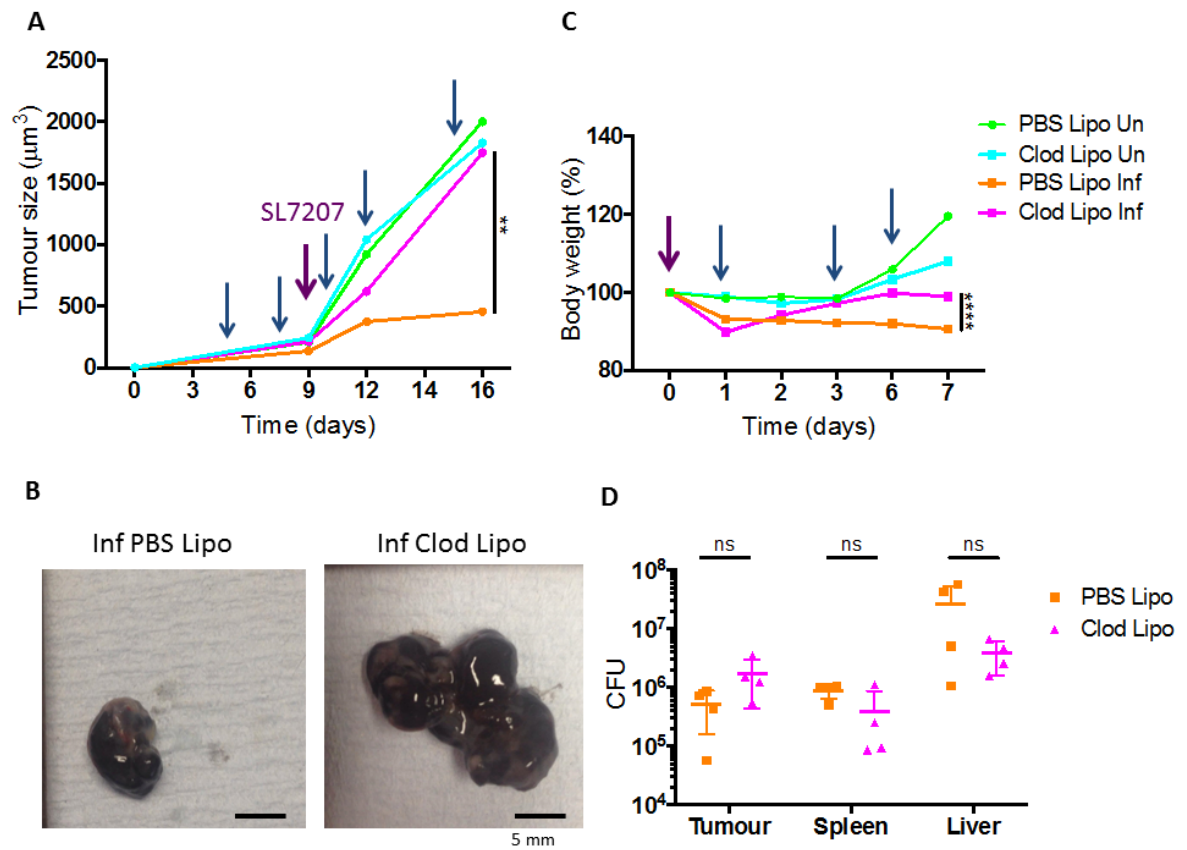 A
Tumour size (μm³)
2500
2000
1500
1000
500
0
SL7207
**
0 3 6 9 12 14 16
Time (days)
C
Body weight (%)
140
120
100
80
****
0 1 2 3 6 7
Time (days)
PBS Lipo Un
Clod Lipo Un
PBS Lipo Inf
Clod Lipo Inf
B
Inf PBS Lipo Inf Clod Lipo
5 mm
D
ns ns ns
CFU
10⁸
10⁷
10⁶
10⁵
10⁴
Tumour Spleen Liver
PBS Lipo
Clod Lipo